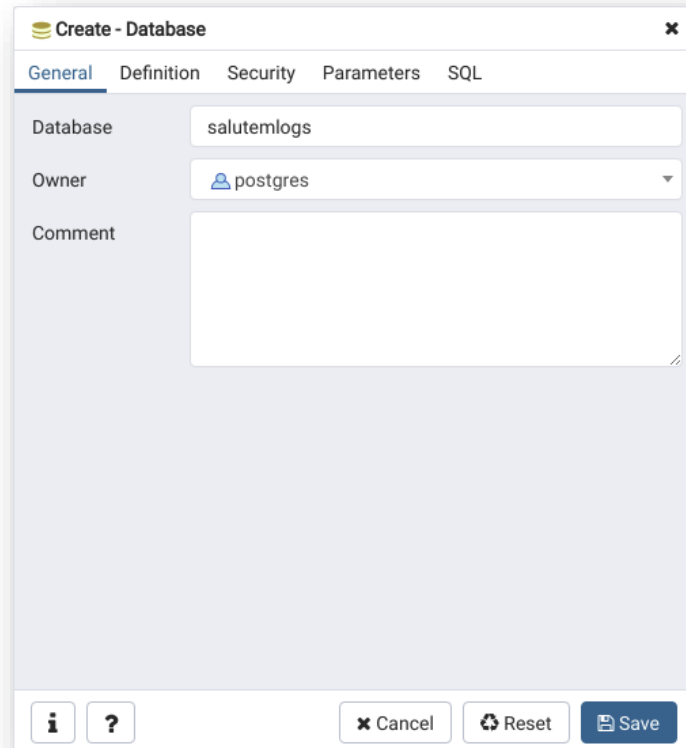 Create - Database
General Definition Security Parameters SQL
Database salutemlogs
Owner postgres
Comment
i ? Cancel Reset Save